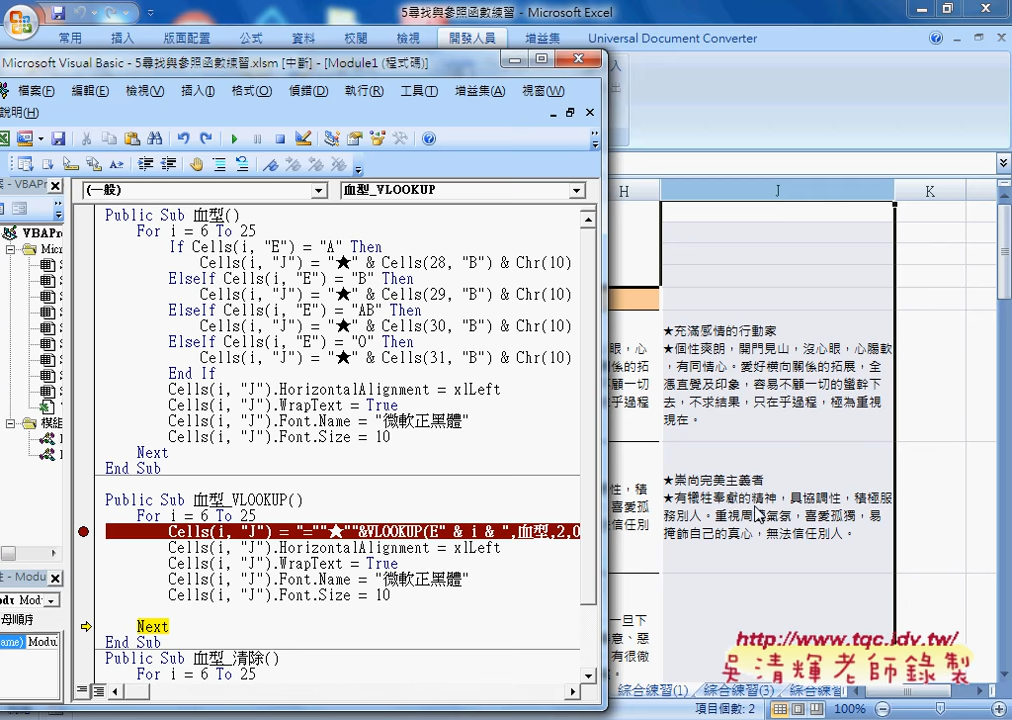 5尋找與參照函數練習 - Microsoft Excel
常用 插入 版面配置 公式 資料 校閱 檢視 開發人員 增益集 Universal Document Converter
Microsoft Visual Basic - 5尋找與參照函數練習.xlsm [中斷] - [Module1 (程式碼)]
檔案(F) 編輯(E) 檢視(V) 插入(I) 格式(O) 偵錯(D) 執行(R) 工具(T) 增益集(A) 視窗(W)
說明(H)
(一般) 血型_VLOOKUP
Public Sub 血型()
For i = 6 To 25
If Cells(i, "E") = "A" Then
Cells(i, "J") = "★" & Cells(28, "B") & Chr(10)
ElseIf Cells(i, "E") = "B" Then
Cells(i, "J") = "★" & Cells(29, "B") & Chr(10)
ElseIf Cells(i, "E") = "AB" Then
Cells(i, "J") = "★" & Cells(30, "B") & Chr(10)
ElseIf Cells(i, "E") = "O" Then
Cells(i, "J") = "★" & Cells(31, "B") & Chr(10)
End If
Cells(i, "J").HorizontalAlignment = xlLeft
Cells(i, "J").WrapText = True
Cells(i, "J").Font.Name = "微軟正黑體"
Cells(i, "J").Font.Size = 10
Next
End Sub
Public Sub 血型_VLOOKUP()
For i = 6 To 25
Cells(i, "J") = "=""★""&VLOOKUP(E" & i & ",血型,2,0
Cells(i, "J").HorizontalAlignment = xlLeft
Cells(i, "J").WrapText = True
Cells(i, "J").Font.Name = "微軟正黑體"
Cells(i, "J").Font.Size = 10
Next
End Sub
Public Sub 血型_清除()
For i = 6 To 25
H J K
★充滿感情的行動家
★個性爽朗，開門見山，沒心眼，心腸軟
，有同情心。愛好橫向關係的拓展，全
憑直覺及印象，容易不顧一切的蠻幹下
去，不求結果，只在乎過程，極為重視
現在。
★崇尚完美主義者
★有犧牲奉獻的精神，具協調性，積極服
務別人。重視周
氣氛，喜愛孤獨，易
掩飾自己的真心，無法信任別人。
http://www.tqc.idv.tw/
吳清輝老師錄製
綜合練習(1) 綜合練習(3) 綜合練習
項目個數: 2 100%